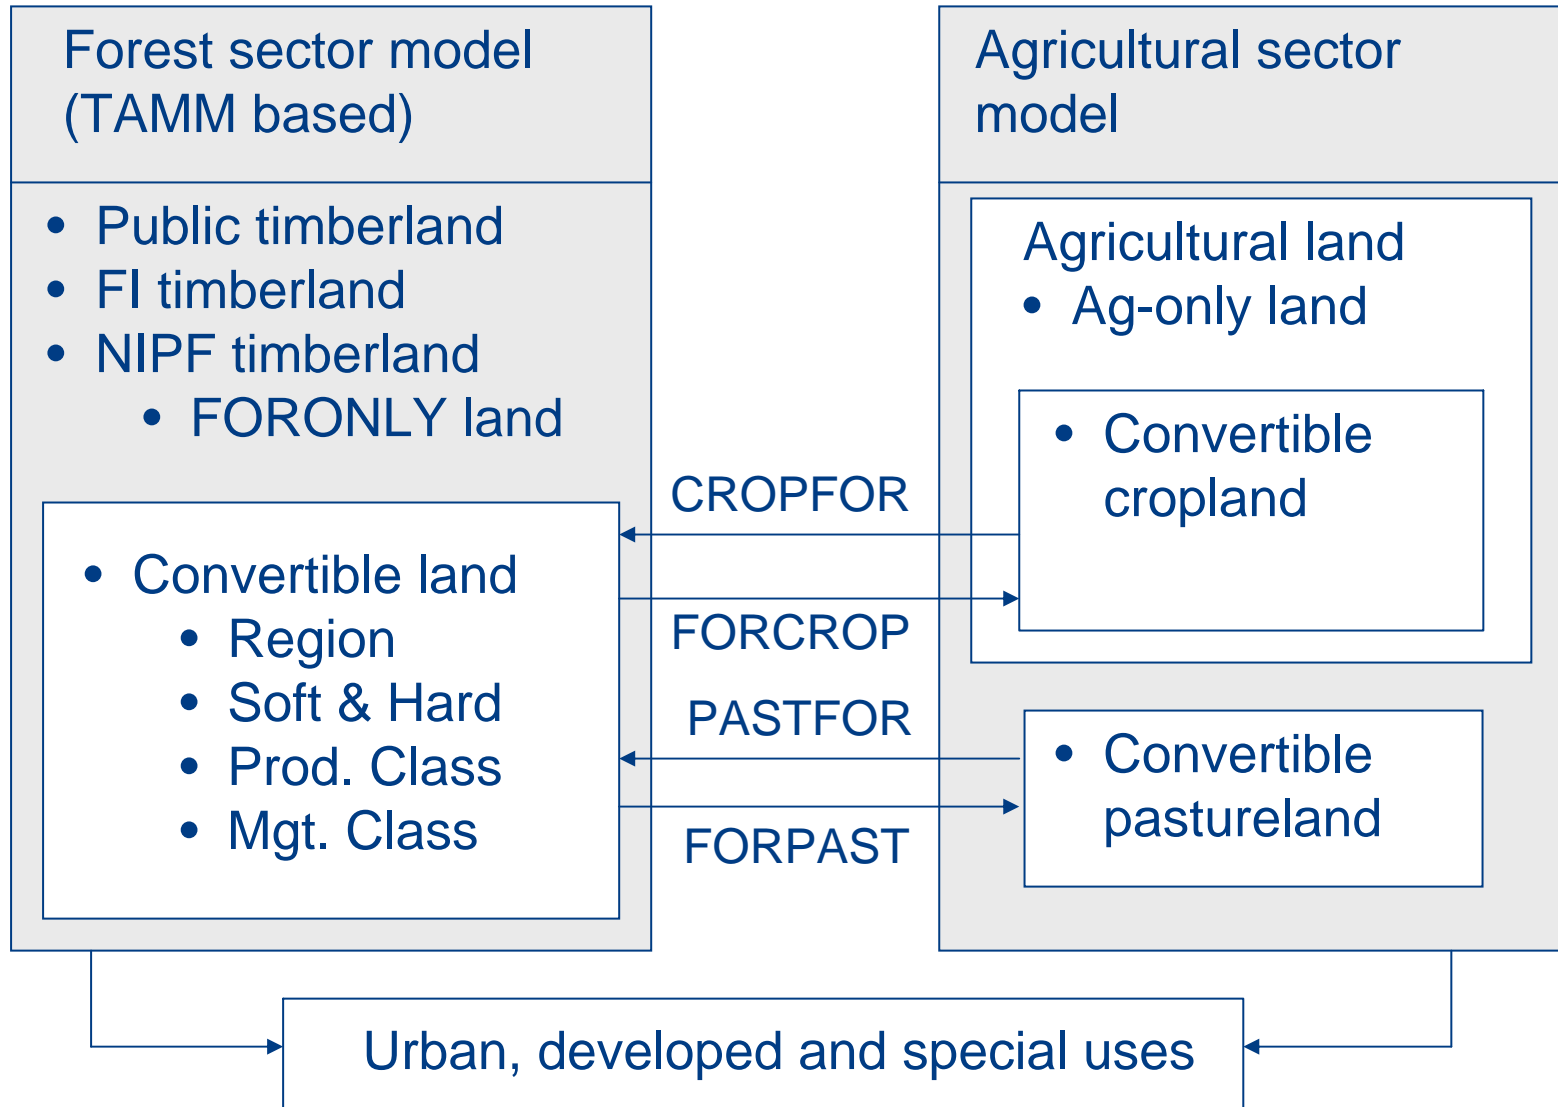 Forest sector model
(TAMM based)
• Public timberland
• FI timberland
• NIPF timberland
• FORONLY land
• Convertible land
• Region
• Soft & Hard
• Prod. Class
• Mgt. Class
CROPFOR
FORCROP
PASTFOR
FORPAST
Agricultural sector
model
Agricultural land
• Ag-only land
• Convertible
cropland
• Convertible
pastureland
Urban, developed and special uses